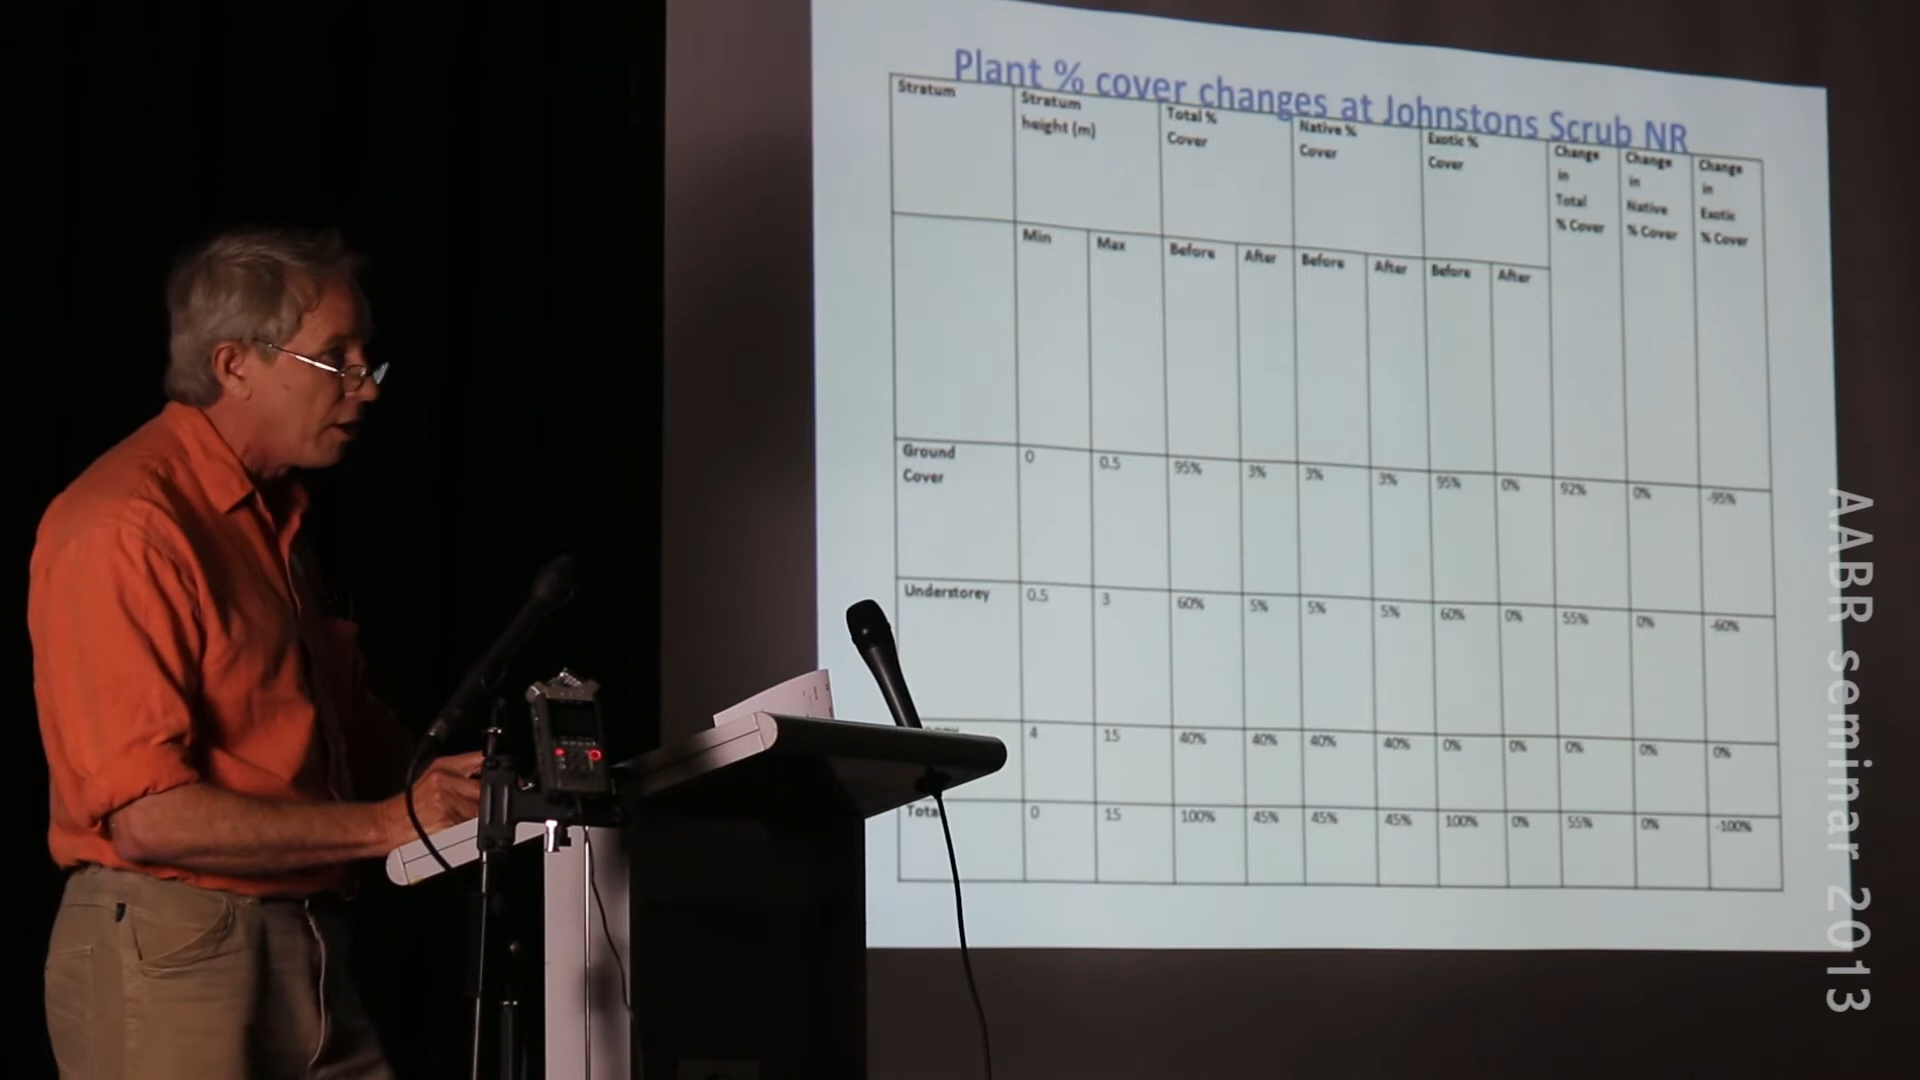 Plant % cover changes at Johnstons Scrub NR
Stratum
Stratum height (m)
Total % Cover
Native % Cover
Exotic % Cover
Change in Total % Cover
Change in Native % Cover
Change in Exotic % Cover
Min Max Before After Before After Before After
Ground Cover 0 0.5 95% 3% 3% 3% 95% 0% 92% 0% -95%
Understorey 0.5 3 60% 5% 5% 5% 60% 0% 55% 0% -60%
4 15 40% 40% 40% 40% 0% 0% 0% 0% 0%
Tota 0 15 100% 45% 45% 45% 100% 0% 55% 0% -100%
AABR seminar 2013